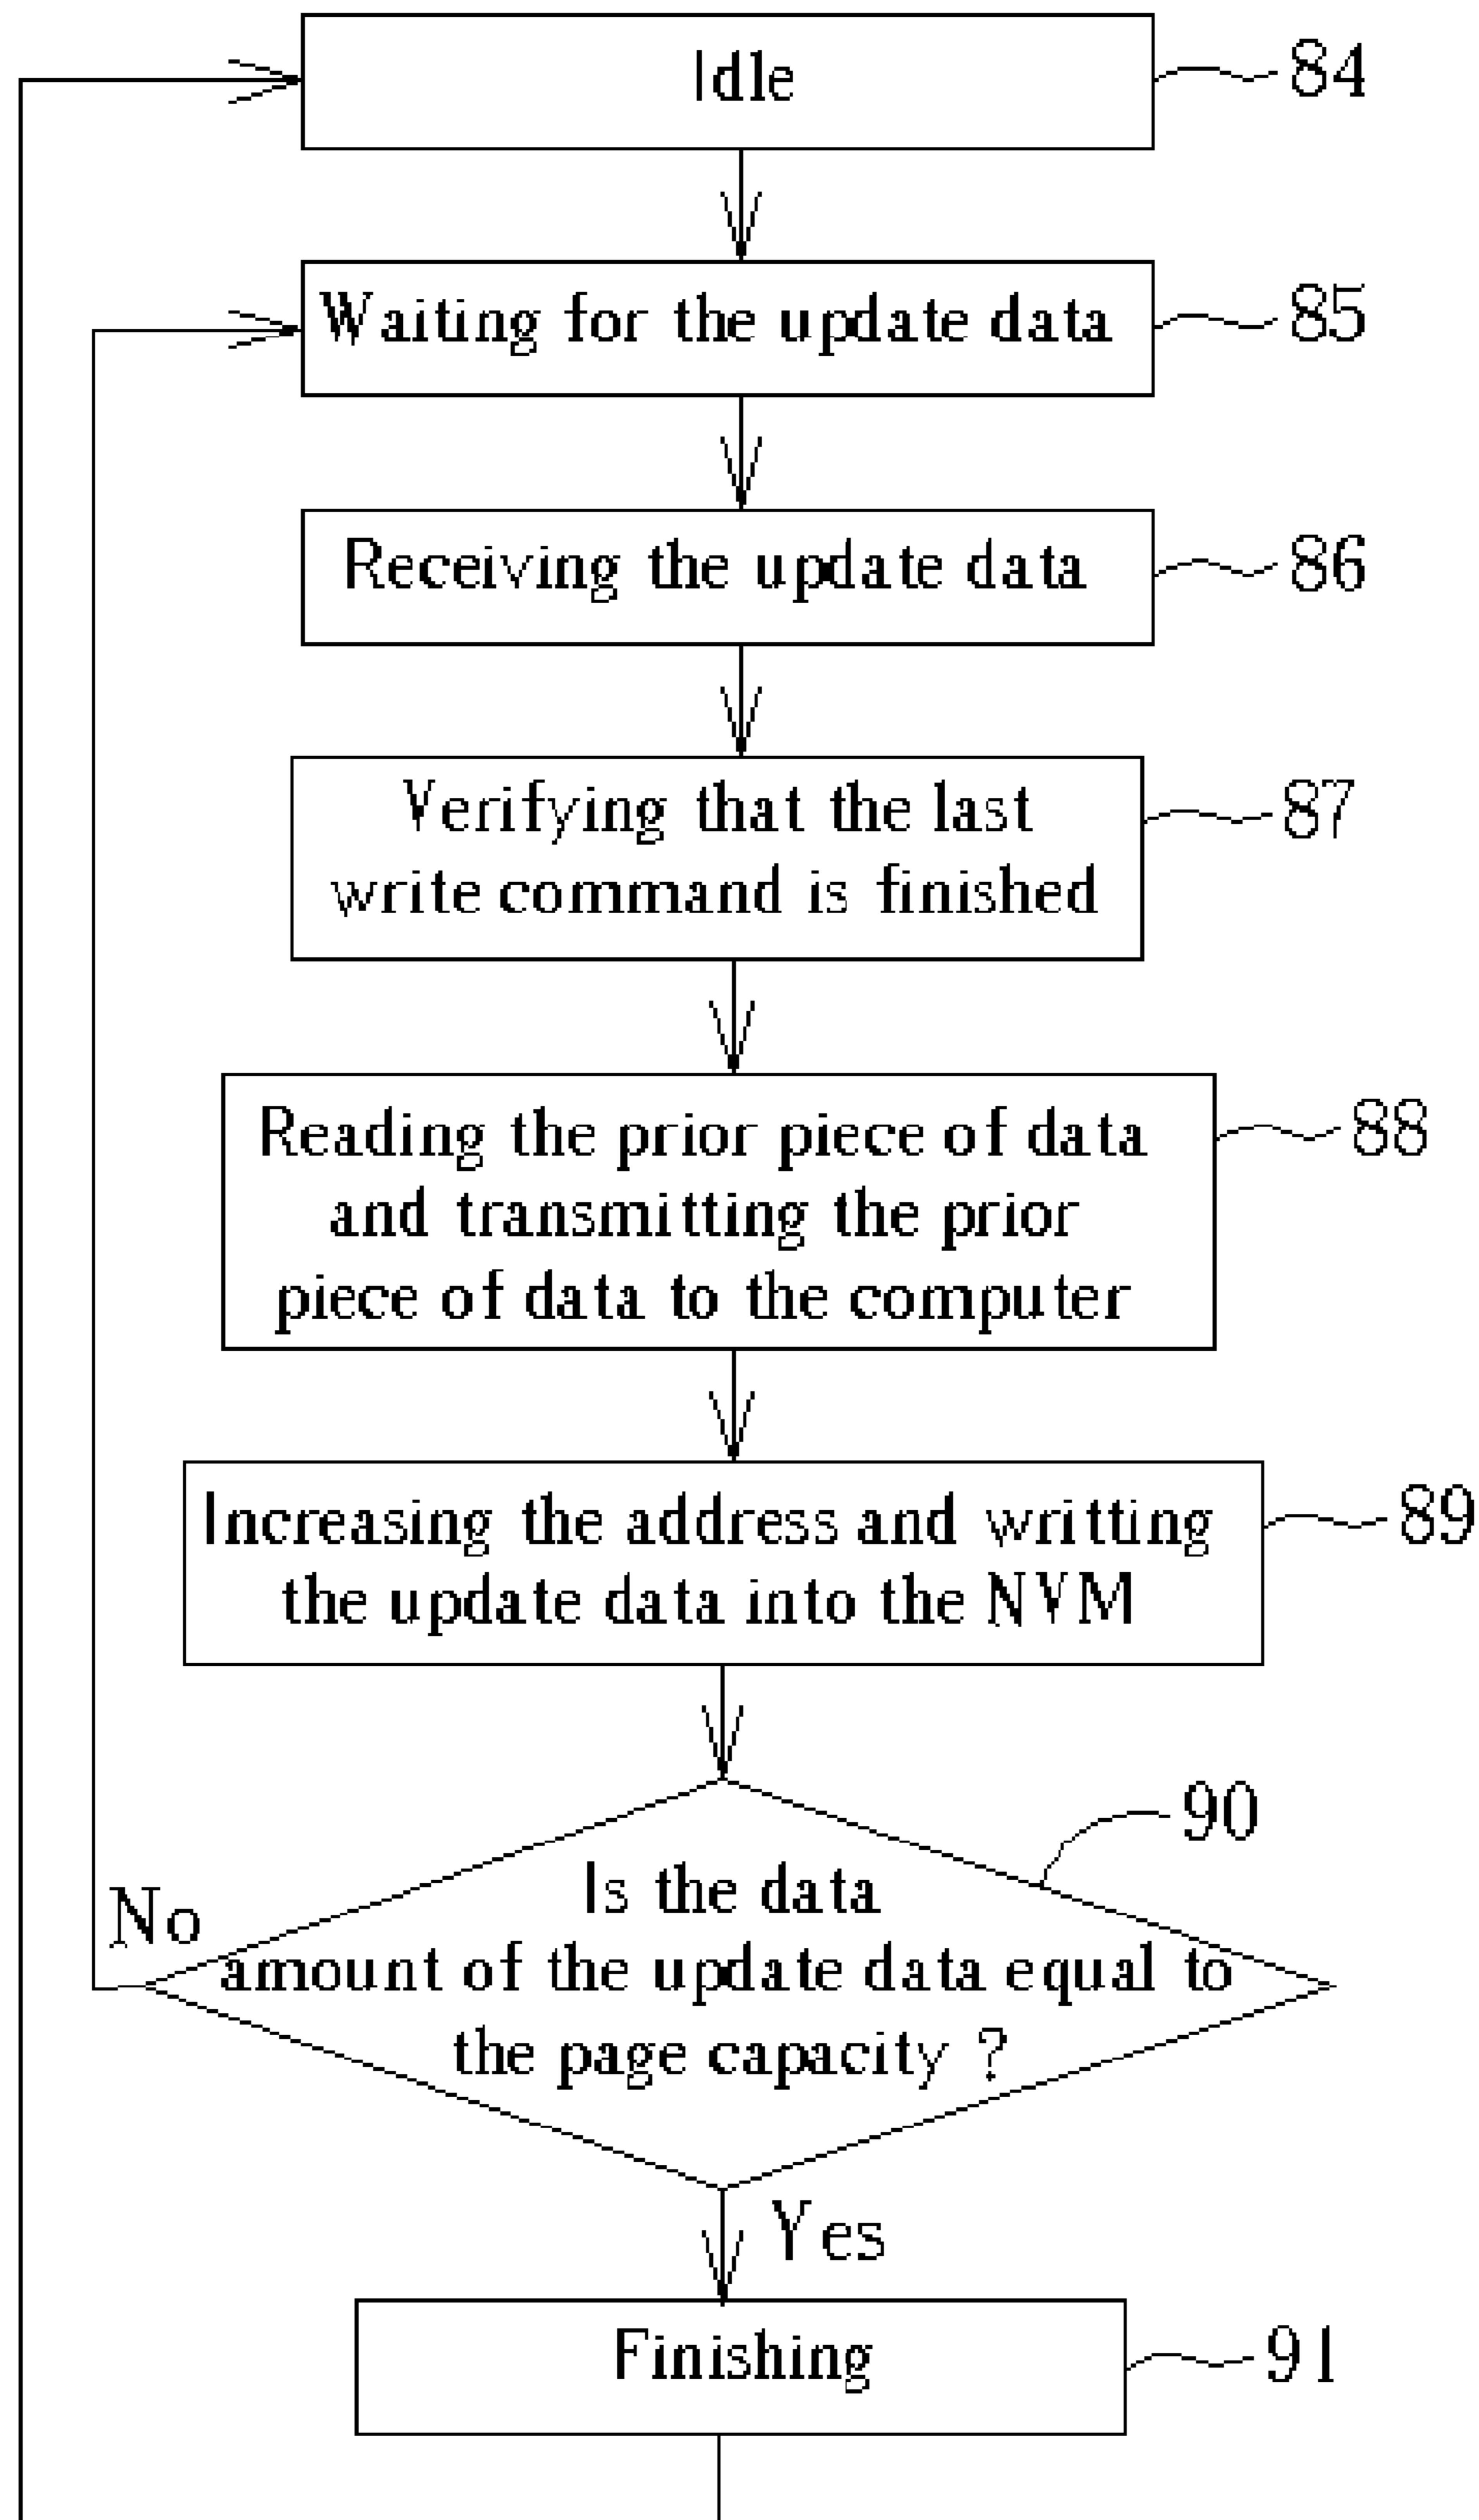 Idle
84
Waiting for the update data
85
Receiving the update data
86
Verifying that the last
write command is finished
87
Reading the prior piece of data
and transmitting the prior
piece of data to the computer
88
Increasing the address and writting
the update data into the NVM
89
90
Is the data
amount of the update data equal to
the page capacity ?
No
Yes
Finishing
91